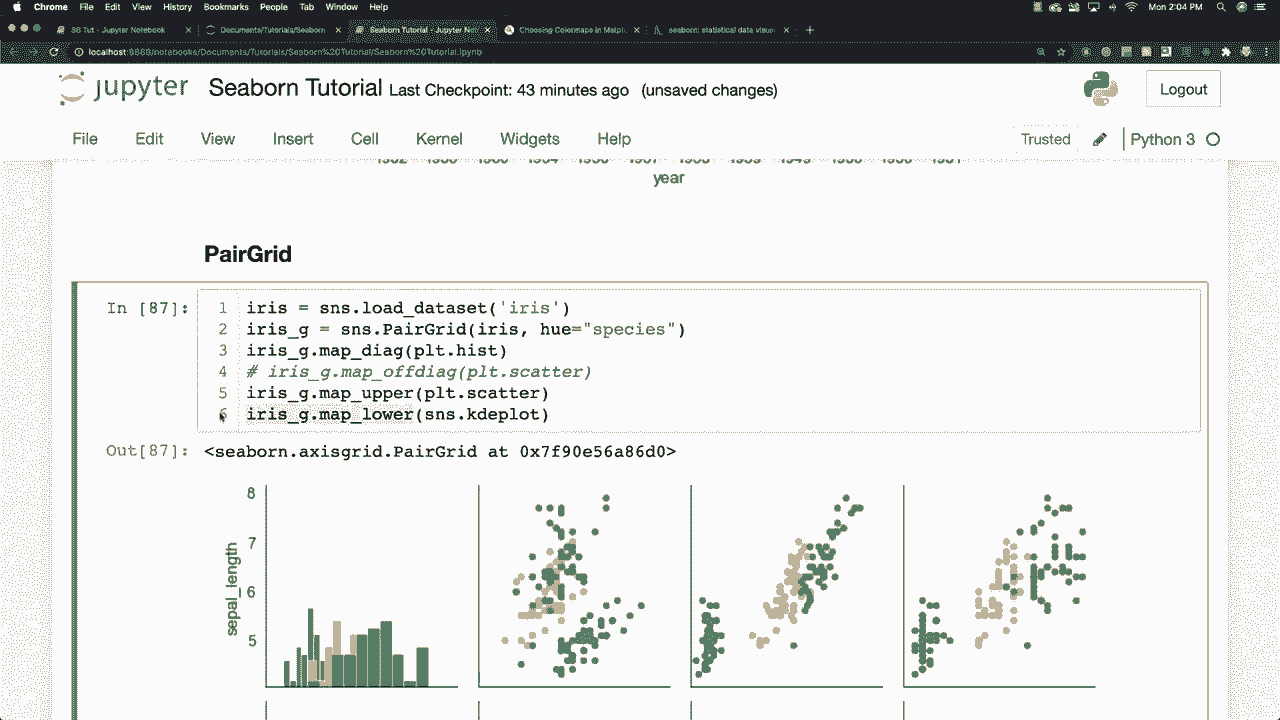 Chrome File Edit View History Bookmarks People Tab Window Help Mon 2:04 PM
S6 Tut - Jupyter Notebook Documents/Tutorials/Seaborn Seaborn Tutorial - Jupyter Not Choosing Colormaps in Matpl seaborn: statistical data visua
localhost:8888/notebooks/Documents/Tutorials/Seaborn%20Tutorial/Seaborn%20Tutorial.ipynb
jupyter Seaborn Tutorial Last Checkpoint: 43 minutes ago (unsaved changes) Logout
File Edit View Insert Cell Kernel Widgets Help Trusted Python 3
year
PairGrid
In [87]: 1 iris = sns.load_dataset('iris')
2 iris_g = sns.PairGrid(iris, hue="species")
3 iris_g.map_diag(plt.hist)
4 # iris_g.map_offdiag(plt.scatter)
5 iris_g.map_upper(plt.scatter)
6 iris_g.map_lower(sns.kdeplot)
Out[87]: <seaborn.axisgrid.PairGrid at 0x7f90e56a86d0>
8
7
6
5
sepal_length